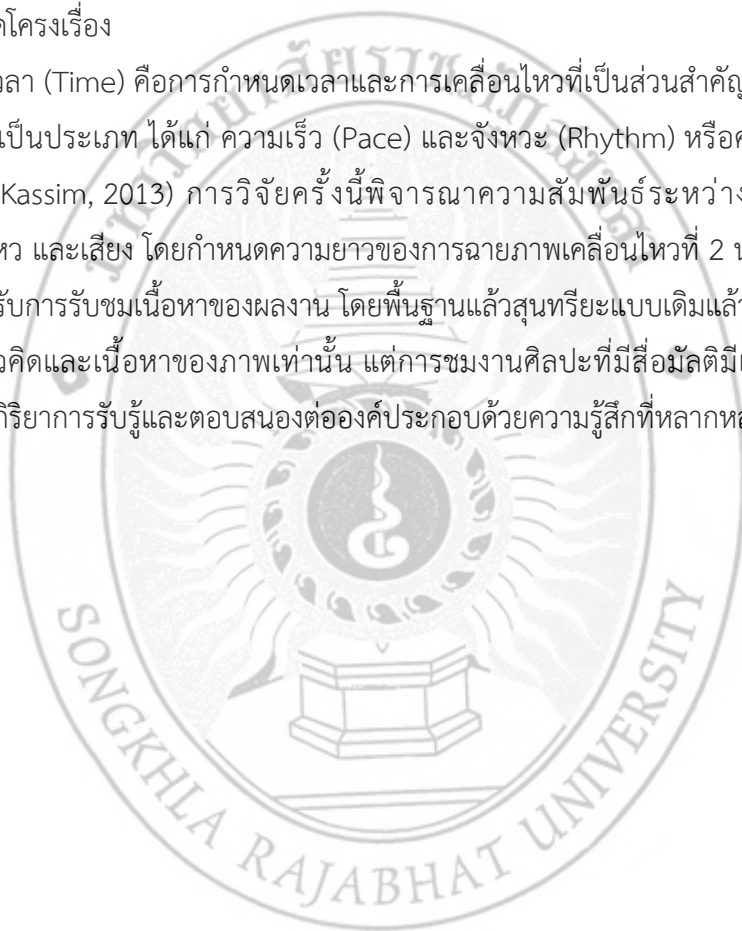 โครงเรื่อง
(Time) คือการกำหนดเวลาและการเคลื่อนไหวที่เป็นส่วนสำคัญ
เป็นประเภท ได้แก่ ความเร็ว (Pace) และจังหวะ (Rhythm) หรือ
Kassim, 2013) การวิจัยครั้งนี้พิจารณาความสัมพันธ์ระหว่าง
และเสียง โดยกำหนดความยาวของการฉายภาพเคลื่อนไหวที่ 2
การรับชมเนื้อหาของผลงาน โดยพื้นฐานแล้วสุนทรียะแบบเดิมแล้ว
และเนื้อหาของภาพเท่านั้น แต่การชมงานศิลปะที่มีสื่อมัลติมีเ
กิริยาการรับรู้และตอบสนองต่อองค์ประกอบด้วยความรู้สึกที่หลากห
มหาวิทยาลัยราชภัฏสงขลา
SONGKHLA RAJABHAT UNIVERSITY